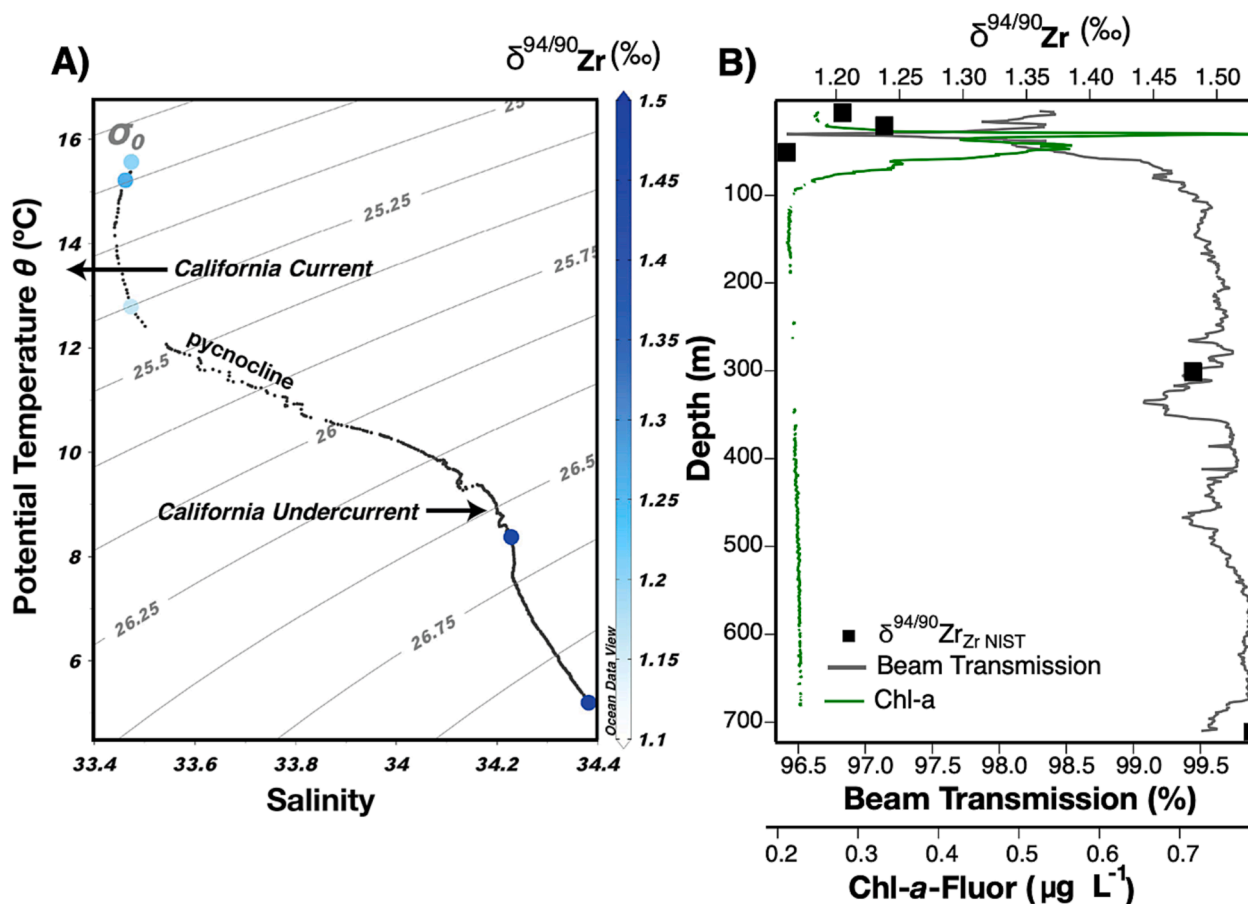 A)
δ94/90Zr (‰)
σ0
25
25.25
25.5
25.75
26
26.25
26.5
26.75
California Current
pycnocline
California Undercurrent
Potential Temperature θ (ºC)
16
14
12
10
8
6
33.4 33.6 33.8 34 34.2 34.4
Salinity
1.5
1.45
1.4
1.35
1.3
1.25
1.2
1.15
1.1
Ocean Data View
B)
δ94/90Zr (‰)
1.20 1.25 1.30 1.35 1.40 1.45 1.50
Depth (m)
100
200
300
400
500
600
700
δ94/90ZrZr NIST
Beam Transmission
Chl-a
96.5 97.0 97.5 98.0 98.5 99.0 99.5
Beam Transmission (%)
0.2 0.3 0.4 0.5 0.6 0.7
Chl-a-Fluor (µg L-1)